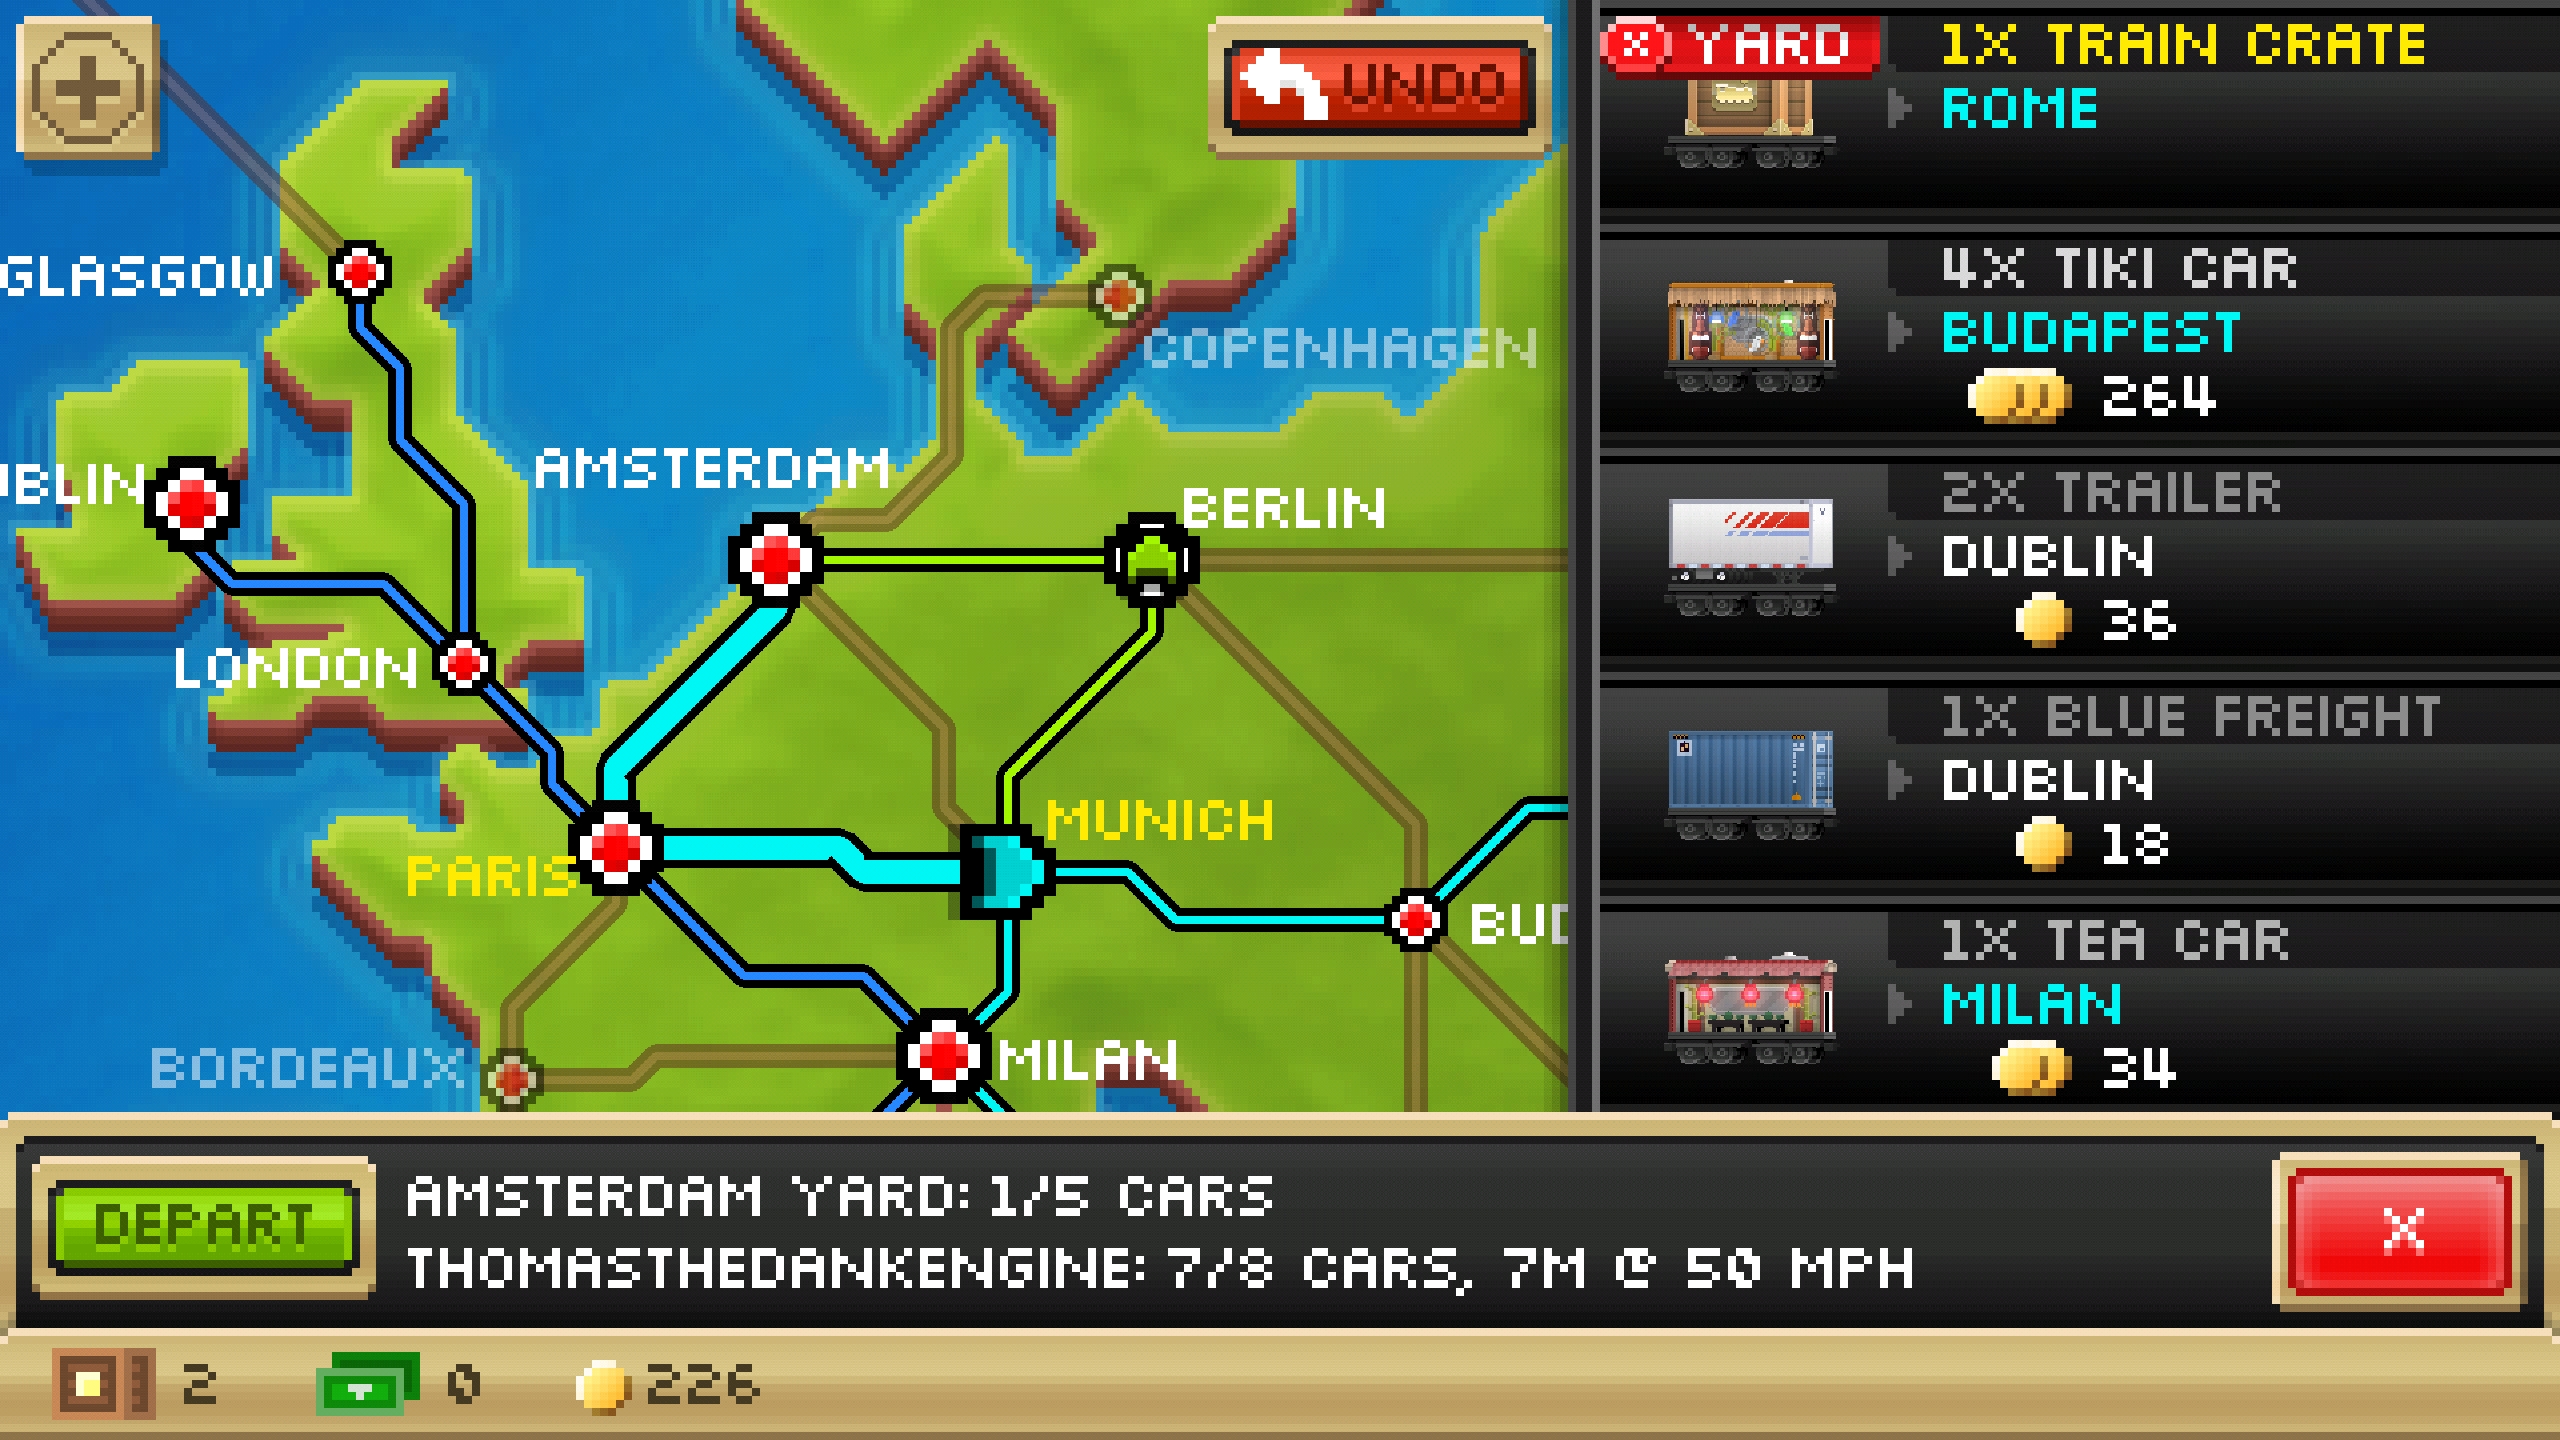 UNDO
GLASGOW
COPENHAGEN
AMSTERDAM
BERLIN
BLIN
LONDON
MUNICH
PARIS
BUD
BORDEAUX
MILAN
YARD
1X TRAIN CRATE
ROME
4X TIKI CAR
BUDAPEST
264
2X TRAILER
DUBLIN
36
1X BLUE FREIGHT
DUBLIN
18
1X TEA CAR
MILAN
34
DEPART
AMSTERDAM YARD: 1/5 CARS
THOMASTHEDANKENGINE: 7/8 CARS, 7M @ 50 MPH
X
2
0
226